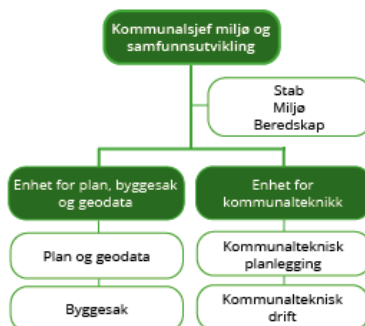 Kommunalsjef miljø og
samfunnsutvikling
Stab
Miljø
Beredskap
Enhet for plan, byggesak
og geodata
Enhet for
kommunalteknikk
Plan og geodata
Kommunalteknisk
planlegging
Byggesak
Kommunalteknisk
drift